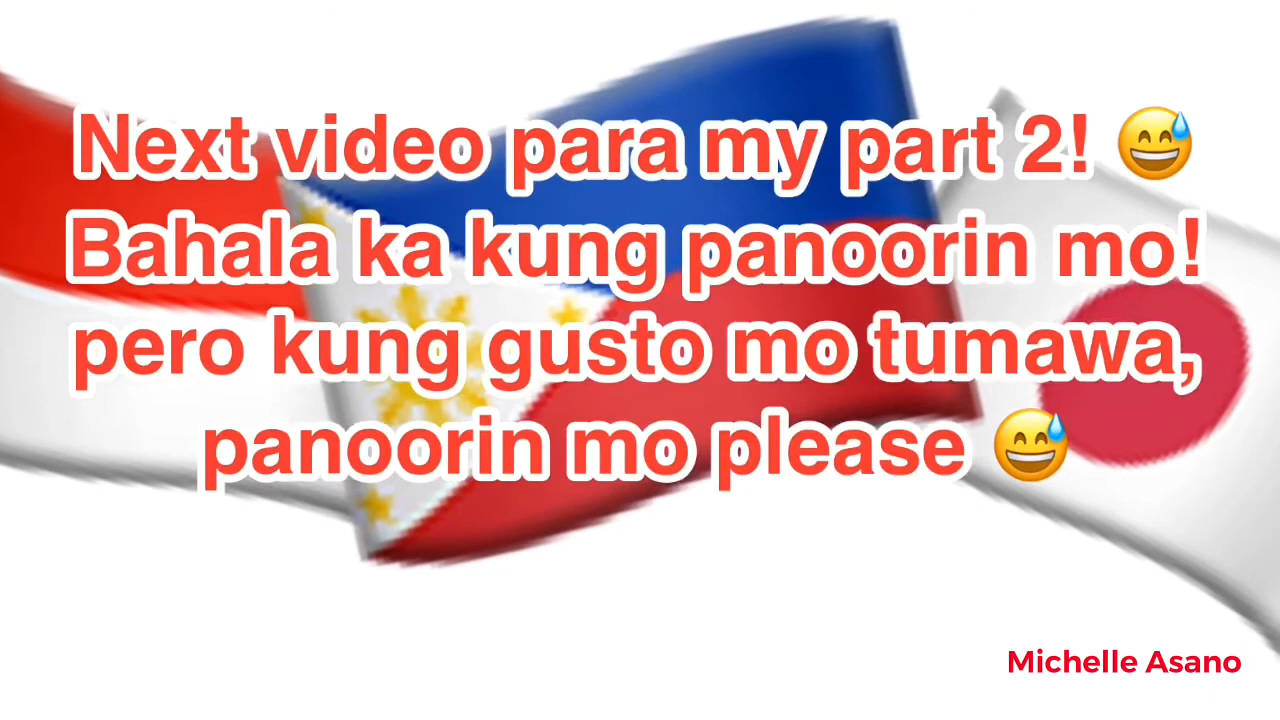 Next video para my part 2! 😅
Bahala ka kung panoorin mo!
pero kung gusto mo tumawa,
panoorin mo please 😅
Michelle Asano